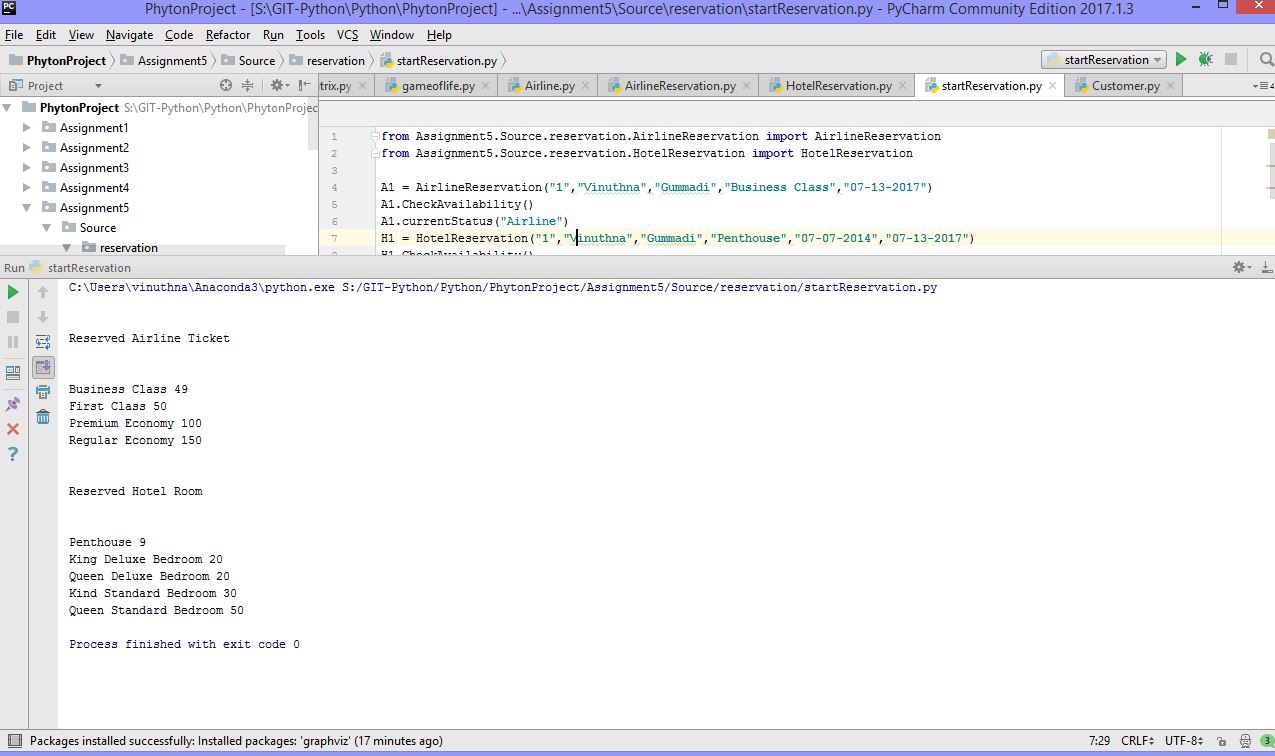 PC
PhytonProject - [S:\GIT-Python\Python\PhytonProject] - ...\Assignment5\Source\reservation\startReservation.py - PyCharm Community Edition 2017.1.3
File Edit View Navigate Code Refactor Run Tools VCS Window Help
PhytonProject Assignment5 Source reservation startReservation.py startReservation
Project trix.py gameoflife.py Airline.py AirlineReservation.py HotelReservation.py startReservation.py Customer.py 4
PhytonProject S:\GIT-Python\Python\PhytonProjec
Assignment1
Assignment2
Assignment3
Assignment4
Assignment5
Source
reservation
1 from Assignment5.Source.reservation.AirlineReservation import AirlineReservation
2 from Assignment5.Source.reservation.HotelReservation import HotelReservation
3
4 A1 = AirlineReservation("1","Vinuthna","Gummadi","Business Class","07-13-2017")
5 A1.CheckAvailability()
6 A1.currentStatus("Airline")
7 H1 = HotelReservation("1","Vinuthna","Gummadi","Penthouse","07-07-2014","07-13-2017")
8 H1.CheckAvailability()
Run startReservation
C:\Users\vinuthna\Anaconda3\python.exe S:/GIT-Python/Python/PhytonProject/Assignment5/Source/reservation/startReservation.py
Reserved Airline Ticket
Business Class 49
First Class 50
Premium Economy 100
Regular Economy 150
Reserved Hotel Room
Penthouse 9
King Deluxe Bedroom 20
Queen Deluxe Bedroom 20
Kind Standard Bedroom 30
Queen Standard Bedroom 50
Process finished with exit code 0
Packages installed successfully: Installed packages: 'graphviz' (17 minutes ago) 7:29 CRLF UTF-8 3